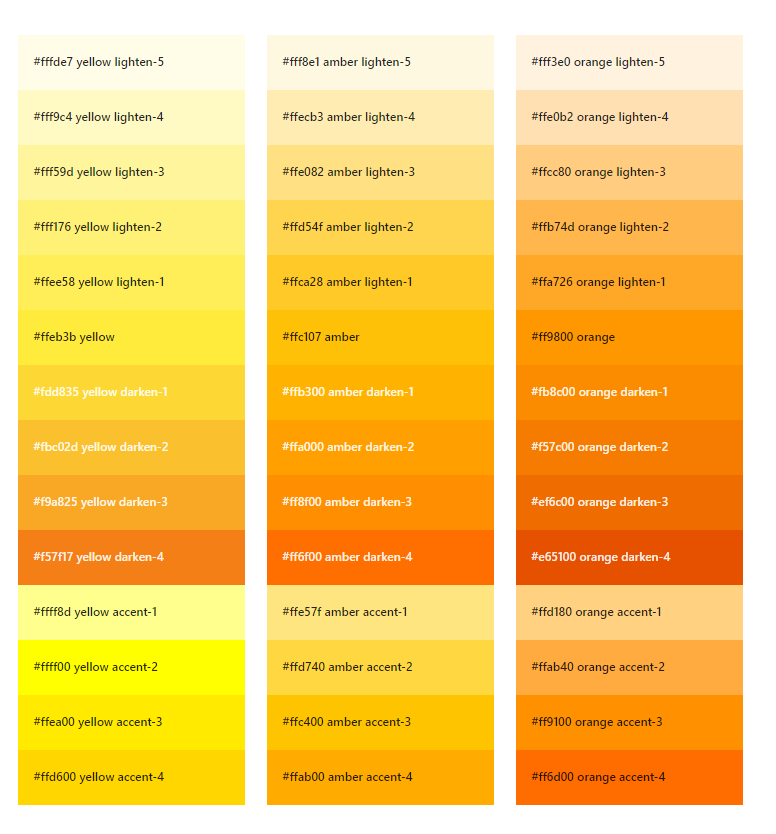 #fffde7 yellow lighten-5
#fff9c4 yellow lighten-4
#fff59d yellow lighten-3
#fff176 yellow lighten-2
#ffee58 yellow lighten-1
#ffeb3b yellow
#fdd835 yellow darken-1
#fbc02d yellow darken-2
#f9a825 yellow darken-3
#f57f17 yellow darken-4
#ffff8d yellow accent-1
#ffff00 yellow accent-2
#ffea00 yellow accent-3
#ffd600 yellow accent-4
#fff8e1 amber lighten-5
#ffecb3 amber lighten-4
#ffe082 amber lighten-3
#ffd54f amber lighten-2
#ffca28 amber lighten-1
#ffc107 amber
#ffb300 amber darken-1
#ffa000 amber darken-2
#ff8f00 amber darken-3
#ff6f00 amber darken-4
#ffe57f amber accent-1
#ffd740 amber accent-2
#ffc400 amber accent-3
#ffab00 amber accent-4
#fff3e0 orange lighten-5
#ffe0b2 orange lighten-4
#ffcc80 orange lighten-3
#ffb74d orange lighten-2
#ffa726 orange lighten-1
#ff9800 orange
#fb8c00 orange darken-1
#f57c00 orange darken-2
#ef6c00 orange darken-3
#e65100 orange darken-4
#ffd180 orange accent-1
#ffab40 orange accent-2
#ff9100 orange accent-3
#ff6d00 orange accent-4